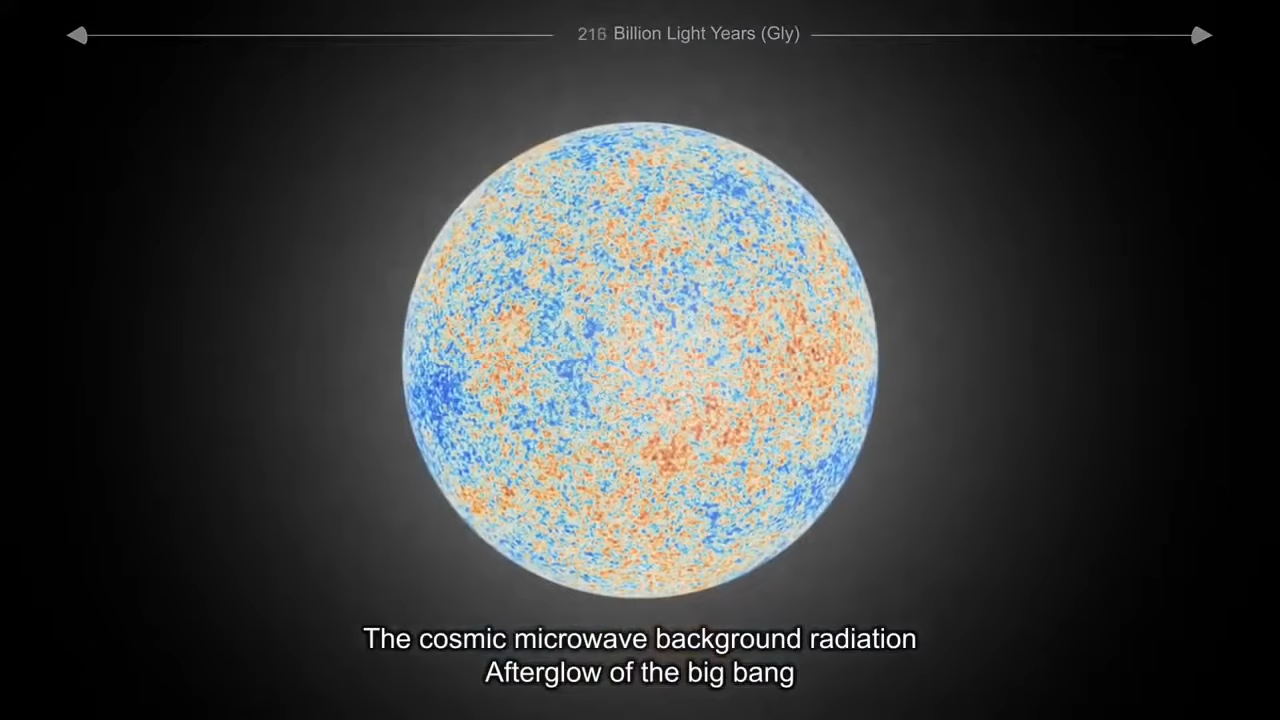 216 Billion Light Years (Gly)
The cosmic microwave background radiation
Afterglow of the big bang